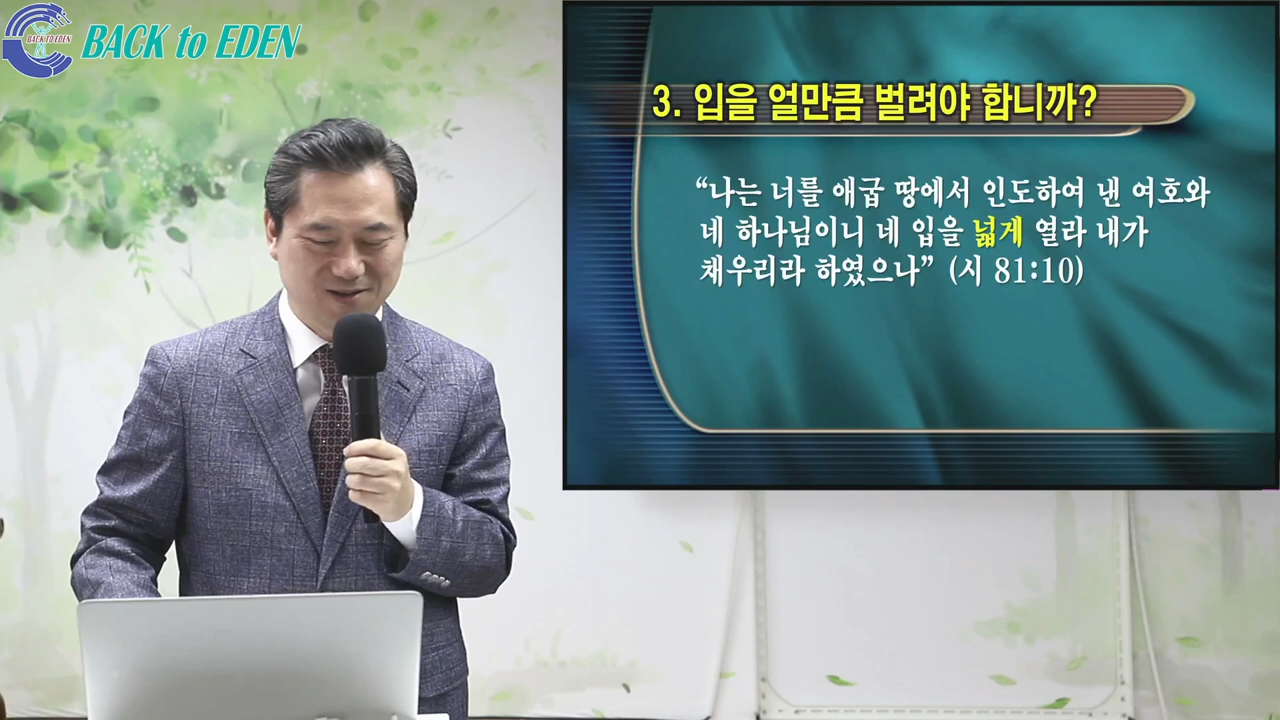 BACK TO EDEN
BACK to EDEN
3. 입을 얼만큼 벌려야 합니까?
“나는 너를 애굽 땅에서 인도하여 낸 여호와
네 하나님이니 네 입을 넓게 열라 내가
채우리라 하였으나” (시 81:10)